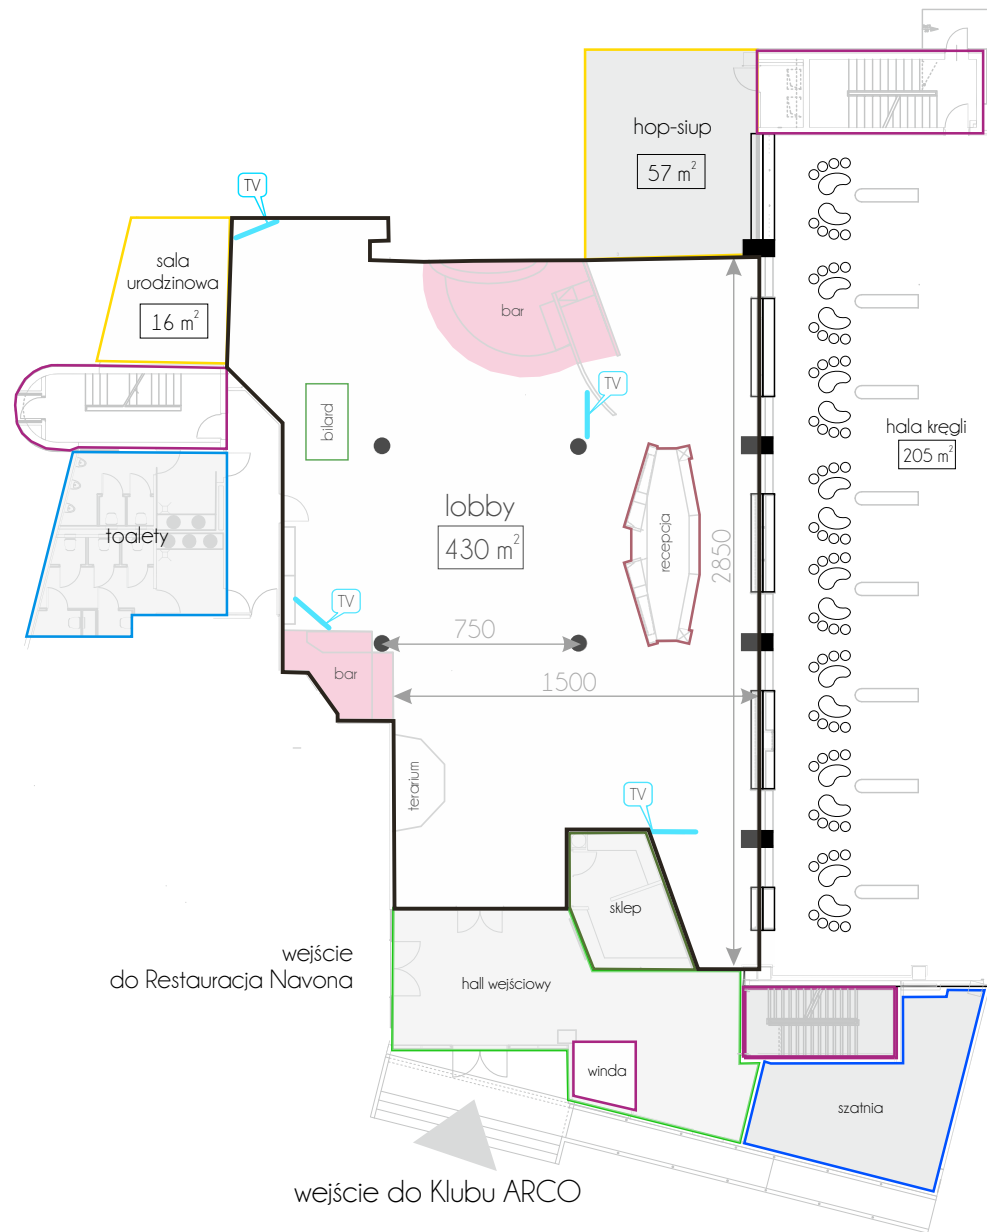 hop-siup
57 m²
TV
sala
urodzinowa
16 m²
bar
TV
bilard
hala kręgli
205 m²
lobby
430 m²
toalety
recepcja
2850
TV
750
bar
1500
terarium
TV
sklep
wejście
do Restauracja Navona
hall wejściowy
winda
szatnia
wejście do Klubu ARCO